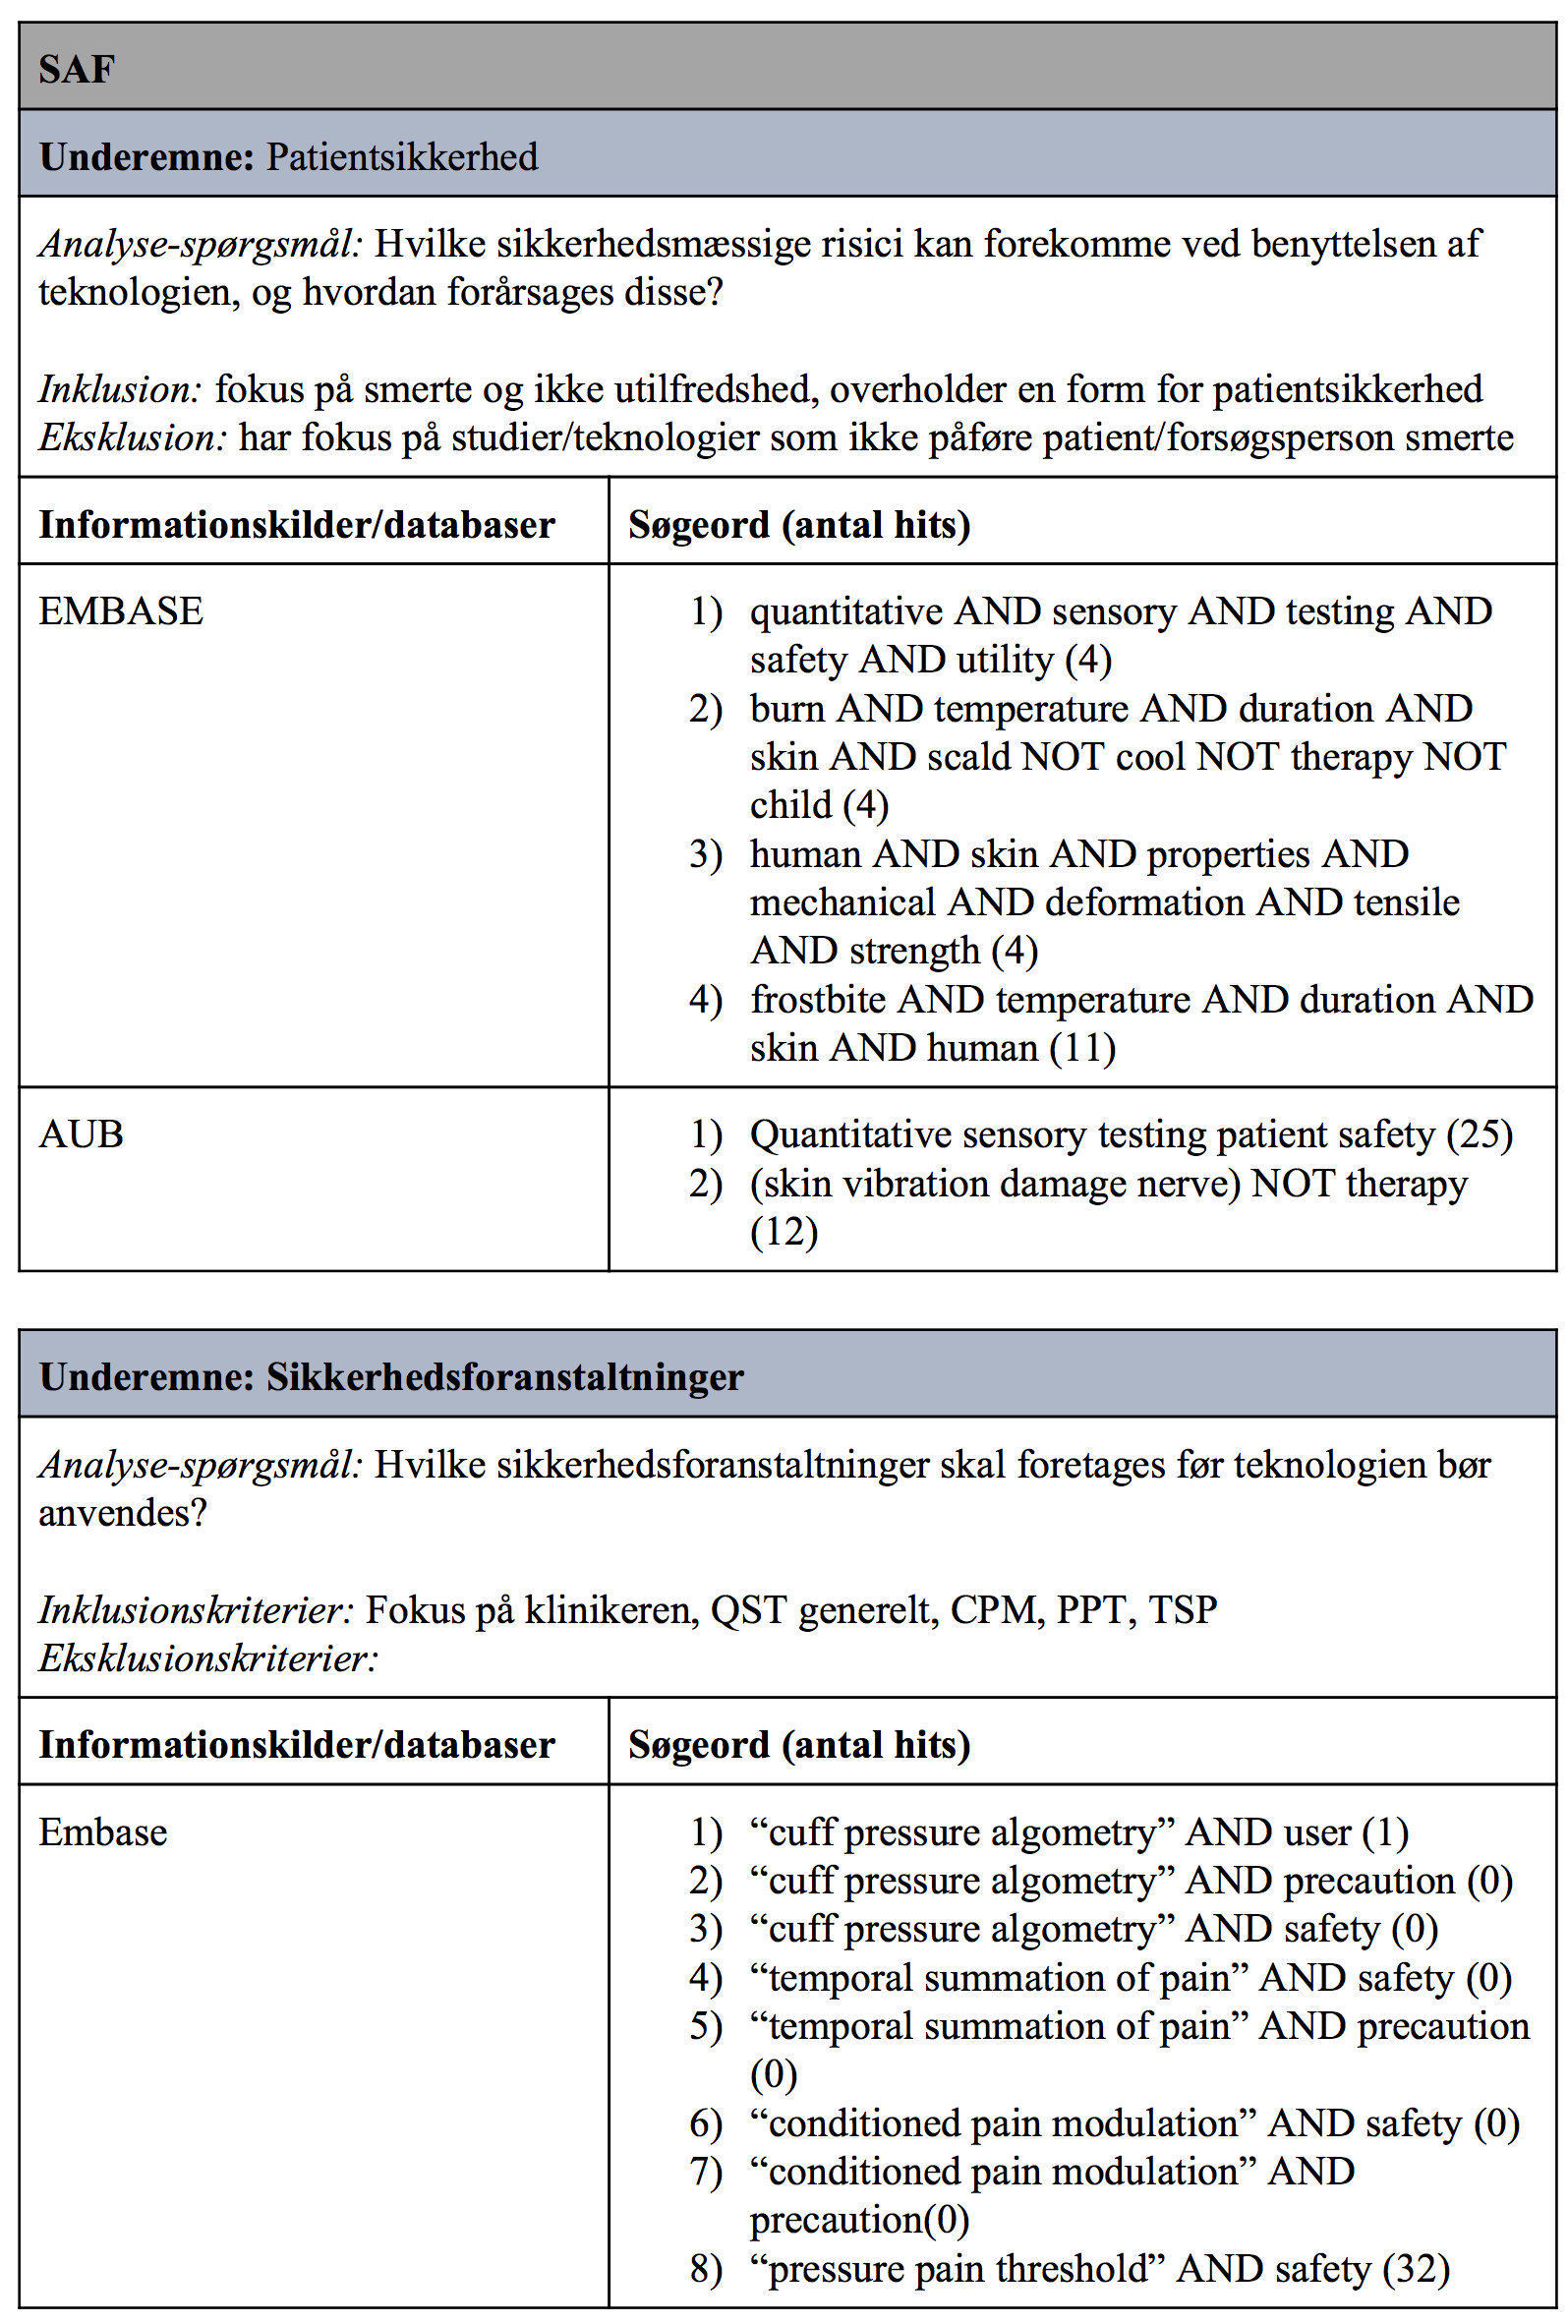 SAF
Underemne: Patientsikkerhed
Analyse-spørgsmål: Hvilke sikkerhedsmæssige risici kan forekomme ved benyttelsen af
teknologien, og hvordan forårsages disse?
Inklusion: fokus på smerte og ikke utilfredshed, overholder en form for patientsikkerhed
Eksklusion: har fokus på studier/teknologier som ikke påføre patient/forsøgsperson smerte
Informationskilder/databaser
Søgeord (antal hits)
EMBASE
1) quantitative AND sensory AND testing AND
safety AND utility (4)
2) burn AND temperature AND duration AND
skin AND scald NOT cool NOT therapy NOT
child (4)
3) human AND skin AND properties AND
mechanical AND deformation AND tensile
AND strength (4)
4) frostbite AND temperature AND duration AND
skin AND human (11)
AUB
1) Quantitative sensory testing patient safety (25)
2) (skin vibration damage nerve) NOT therapy
(12)
Underemne: Sikkerhedsforanstaltninger
Analyse-spørgsmål: Hvilke sikkerhedsforanstaltninger skal foretages før teknologien bør
anvendes?
Inklusionskriterier: Fokus på klinikeren, QST generelt, CPM, PPT, TSP
Eksklusionskriterier:
Informationskilder/databaser
Søgeord (antal hits)
Embase
1) “cuff pressure algometry” AND user (1)
2) “cuff pressure algometry” AND precaution (0)
3) “cuff pressure algometry” AND safety (0)
4) “temporal summation of pain” AND safety (0)
5) “temporal summation of pain” AND precaution
(0)
6) “conditioned pain modulation” AND safety (0)
7) “conditioned pain modulation” AND
precaution(0)
8) “pressure pain threshold” AND safety (32)